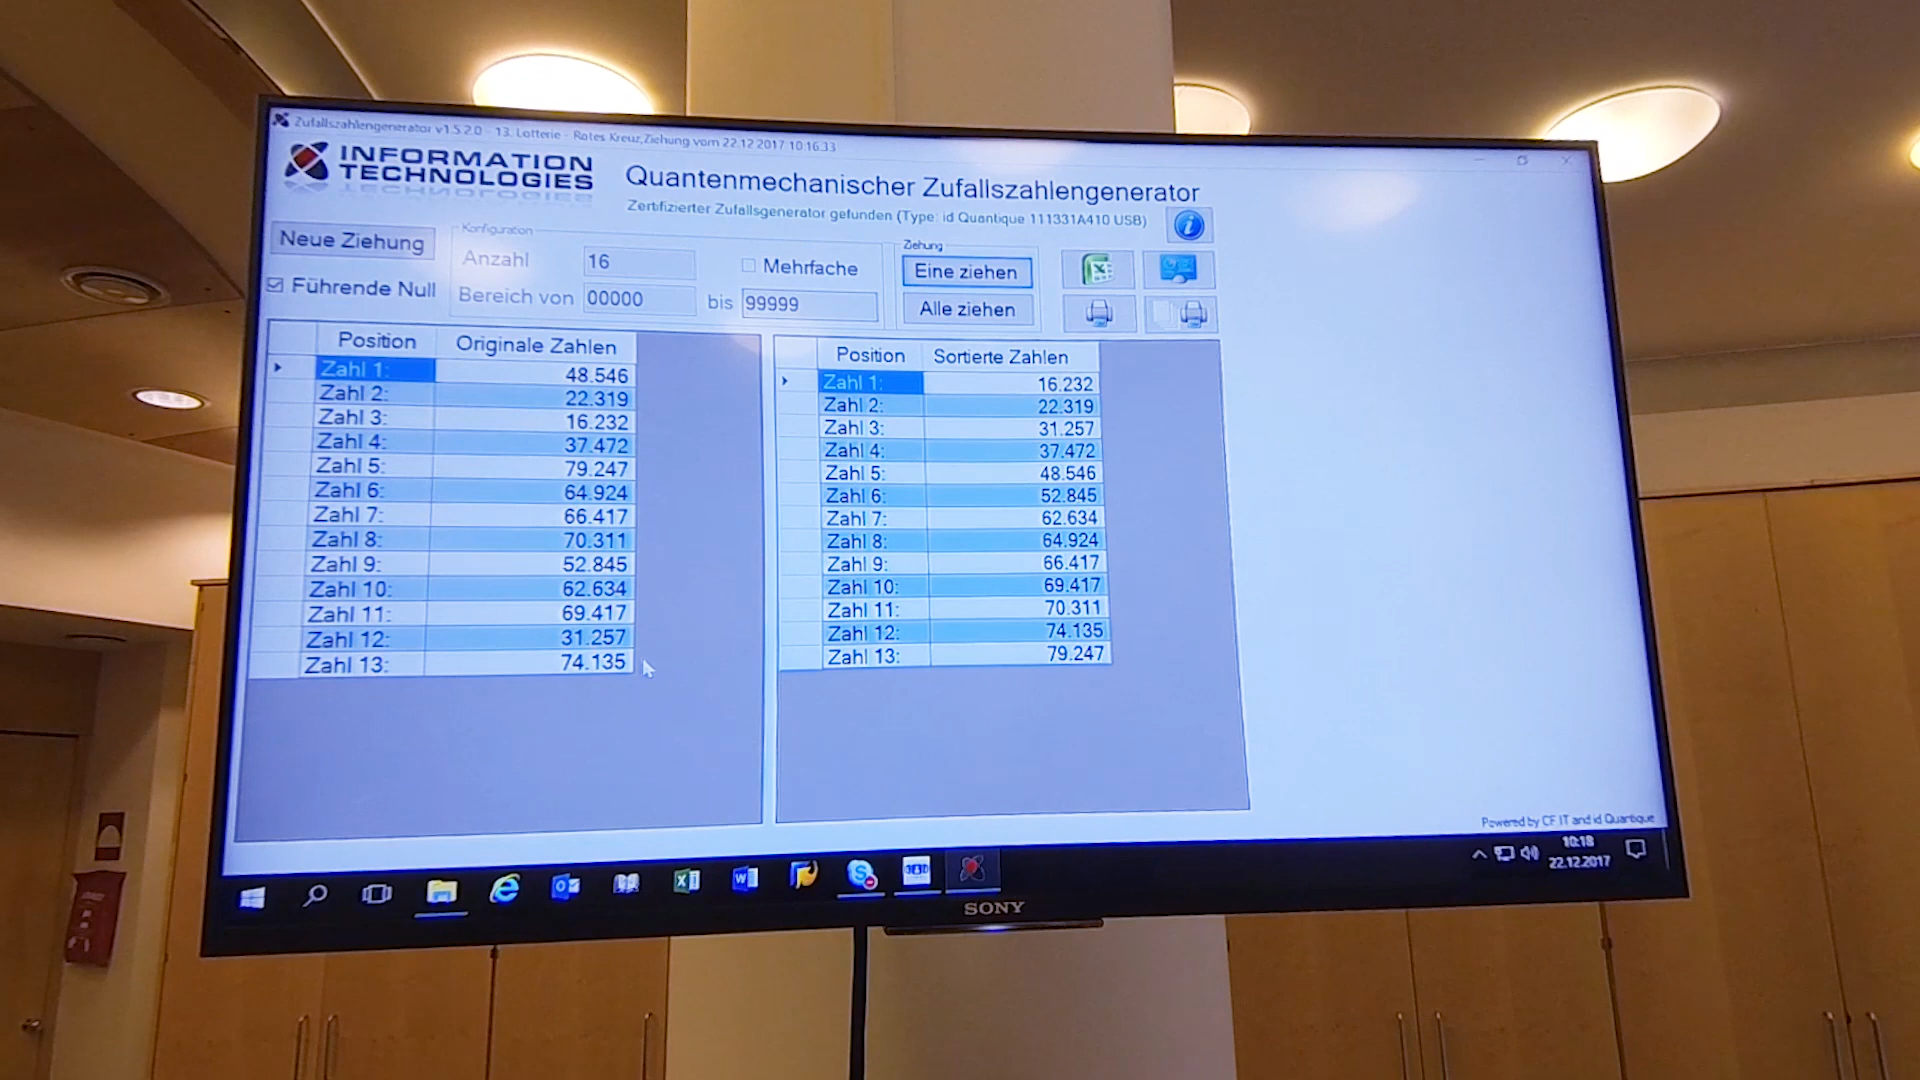 Zufallszahlengenerator v1.5.2.0 - 13. Lotterie - Rotes Kreuz,Ziehung vom 22.12.2017 10:16:33
INFORMATION
TECHNOLOGIES
Quantenmechanischer Zufallszahlengenerator
Zertifizierter Zufallsgenerator gefunden (Type: id Quantique 111331A410 USB)
Neue Ziehung
Führende Null
Konfiguration
Anzahl 16
Mehrfache
Bereich von 00000 bis 99999
Ziehung
Eine ziehen
Alle ziehen
Position Originale Zahlen
Zahl 1: 48.546
Zahl 2: 22.319
Zahl 3: 16.232
Zahl 4: 37.472
Zahl 5: 79.247
Zahl 6: 64.924
Zahl 7: 66.417
Zahl 8: 70.311
Zahl 9: 52.845
Zahl 10: 62.634
Zahl 11: 69.417
Zahl 12: 31.257
Zahl 13: 74.135
Position Sortierte Zahlen
Zahl 1: 16.232
Zahl 2: 22.319
Zahl 3: 31.257
Zahl 4: 37.472
Zahl 5: 48.546
Zahl 6: 52.845
Zahl 7: 62.634
Zahl 8: 64.924
Zahl 9: 66.417
Zahl 10: 69.417
Zahl 11: 70.311
Zahl 12: 74.135
Zahl 13: 79.247
Powered by CF IT and id Quantique
10:18
22.12.2017
SONY